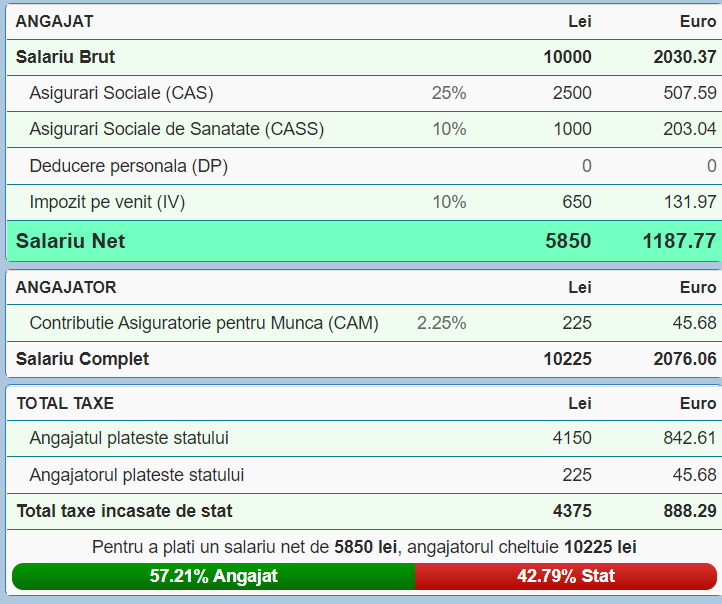 ANGAJAT Lei Euro
Salariu Brut 10000 2030.37
Asigurari Sociale (CAS) 25% 2500 507.59
Asigurari Sociale de Sanatate (CASS) 10% 1000 203.04
Deducere personala (DP) 0 0
Impozit pe venit (IV) 10% 650 131.97
Salariu Net 5850 1187.77
ANGAJATOR Lei Euro
Contributie Asiguratorie pentru Munca (CAM) 2.25% 225 45.68
Salariu Complet 10225 2076.06
TOTAL TAXE Lei Euro
Angajatul plateste statului 4150 842.61
Angajatorul plateste statului 225 45.68
Total taxe incasate de stat 4375 888.29
Pentru a plati un salariu net de 5850 lei, angajatorul cheltuie 10225 lei
57.21% Angajat 42.79% Stat